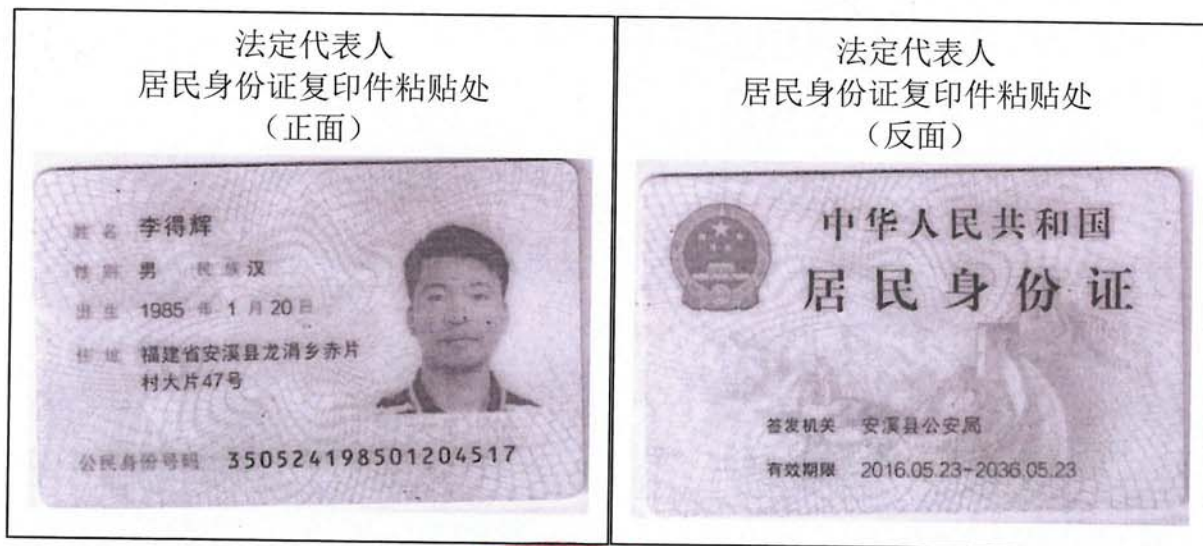 法定代表人
居民身份证复印件粘贴处
（正面）
姓名 李得辉
性别 男 民族 汉
出生 1985 年 1 月 20 日
住址 福建省安溪县龙涓乡赤片
村大片47号
公民身份号码 350524198501204517
法定代表人
居民身份证复印件粘贴处
（反面）
中华人民共和国
居民身份证
签发机关 安溪县公安局
有效期限 2016.05.23-2036.05.23